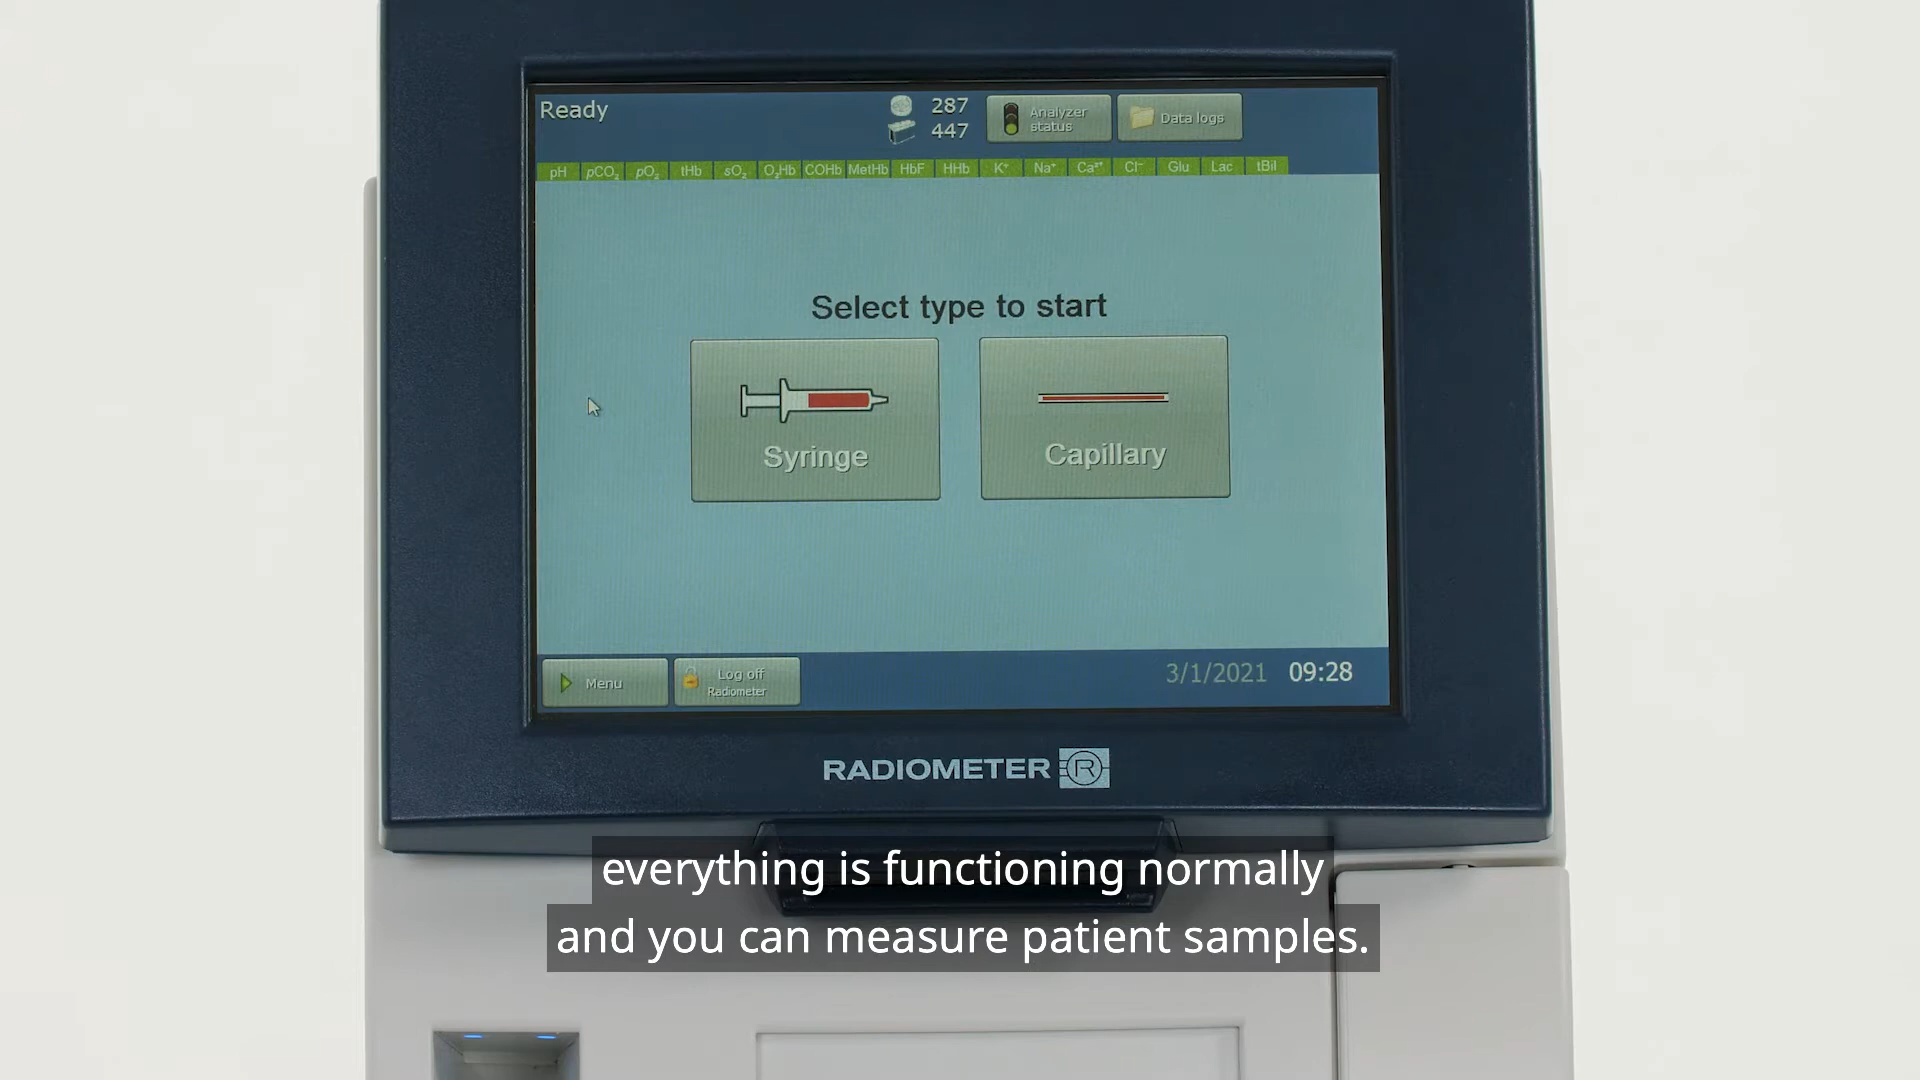 Ready
287
447
Analyzer status
Data logs
pH pCO₂ pO₂ tHb sO₂ O₂Hb COHb MetHb HbF HHb K⁺ Na⁺ Ca²⁺ Cl⁻ Glu Lac tBil
Select type to start
Syringe
Capillary
Menu
Log off
Radiometer
3/1/2021 09:28
RADIOMETER R
everything is functioning normally
and you can measure patient samples.